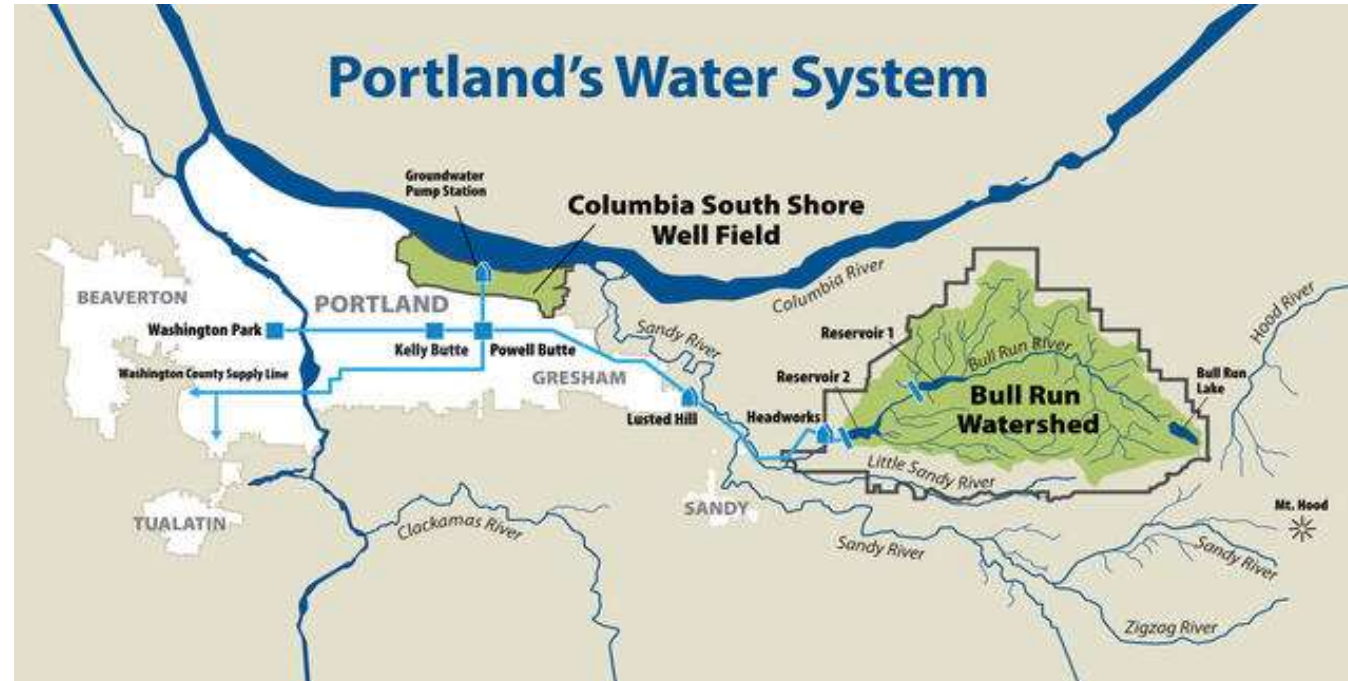 Portland's Water System
Groundwater
Pump Station
Columbia South Shore
Well Field
Columbia River
Hood River
BEAVERTON
PORTLAND
Sandy River
Reservoir 1
Bull Run River
Washington Park
Kelly Butte
Powell Butte
Reservoir 2
Bull Run
Lake
Washington County Supply Line
GRESHAM
Bull Run
Watershed
Lusted Hill
Headworks
Little Sandy River
TUALATIN
Clackamas River
SANDY
Mt. Hood
Sandy River
Sandy River
Zigzag River